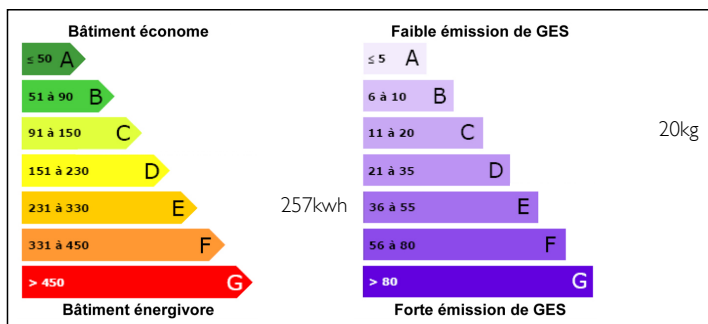 Bâtiment économe
≤ 50 A
51 à 90 B
91 à 150 C
151 à 230 D
231 à 330 E
257kwh
331 à 450 F
> 450 G
Bâtiment énergivore
Faible émission de GES
≤ 5 A
6 à 10 B
11 à 20 C
20kg
21 à 35 D
36 à 55 E
56 à 80 F
> 80 G
Forte émission de GES